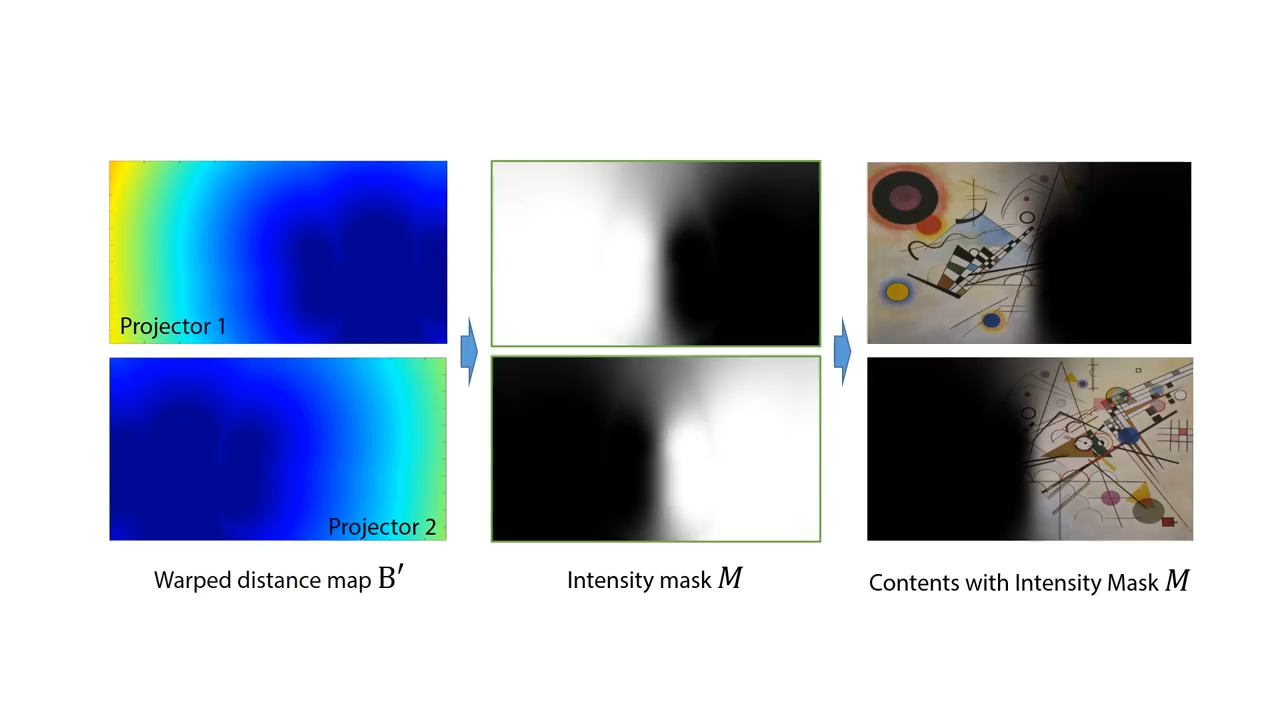 Projector 1
Projector 2
Warped distance map B′
Intensity mask M
Contents with Intensity Mask M